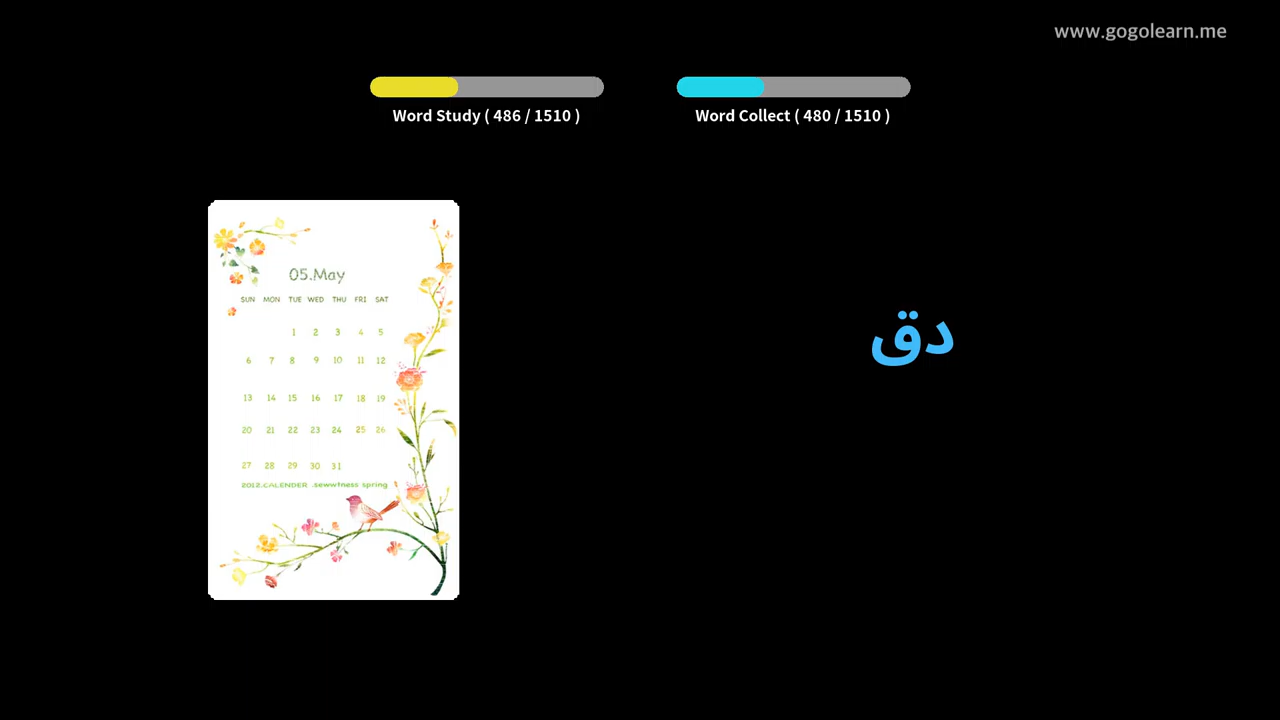 www.gogolearn.me
Word Study ( 486 / 1510 )
Word Collect ( 480 / 1510 )
05.May
SUN MON TUE WED THU FRI SAT
1 2 3 4 5
6 7 8 9 10 11 12
13 14 15 16 17 18 19
20 21 22 23 24 25 26
27 28 29 30 31
2012.CALENDER .sewwtness spring
دق